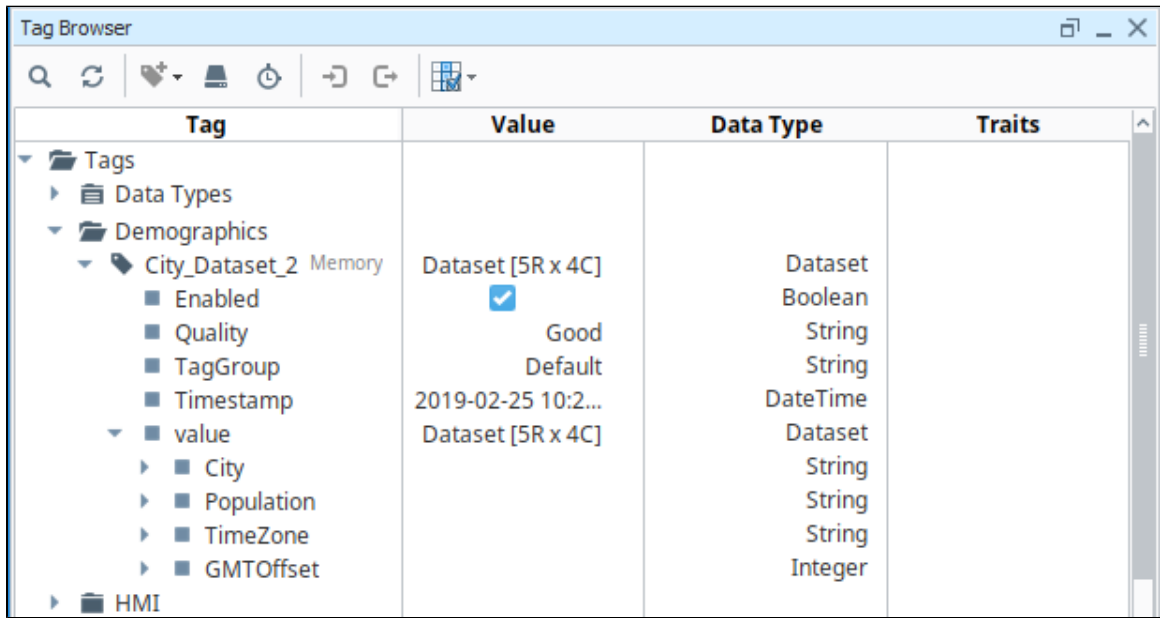 Tag Browser
Tag Value Data Type Traits
Tags
Data Types
Demographics
City_Dataset_2 Memory Dataset [5R x 4C] Dataset
Enabled Boolean
Quality Good String
TagGroup Default String
Timestamp 2019-02-25 10:2... DateTime
value Dataset [5R x 4C] Dataset
City String
Population String
TimeZone String
GMTOffset Integer
HMI